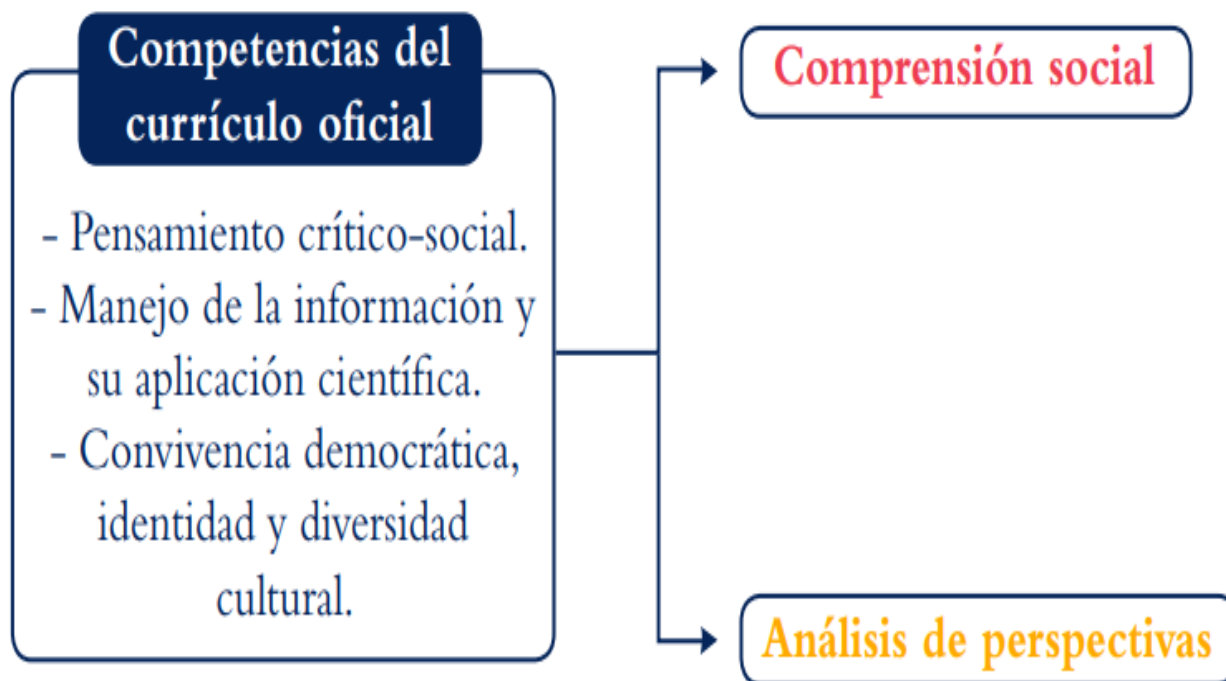 Competencias del
currículo oficial
- Pensamiento crítico-social.
- Manejo de la información y
su aplicación científica.
- Convivencia democrática,
identidad y diversidad
cultural.
Comprensión social
Análisis de perspectivas